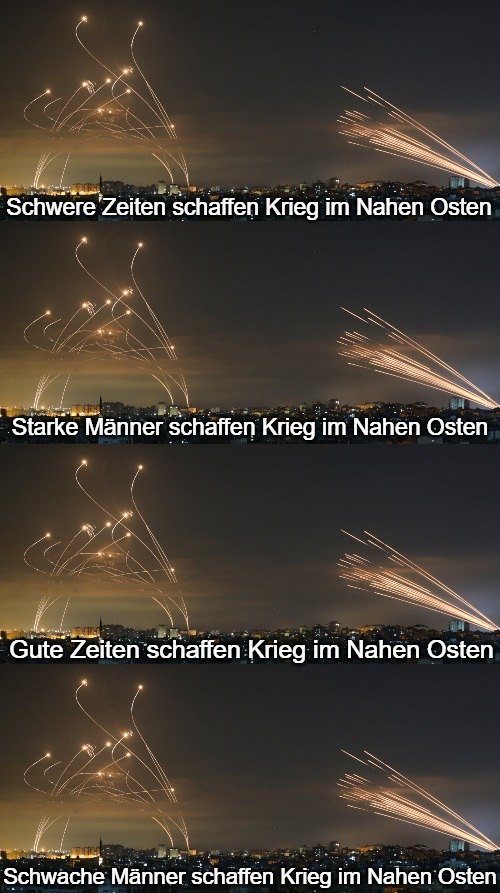 Schwere Zeiten schaffen Krieg im Nahen Osten
Starke Männer schaffen Krieg im Nahen Osten
Gute Zeiten schaffen Krieg im Nahen Osten
Schwache Männer schaffen Krieg im Nahen Osten